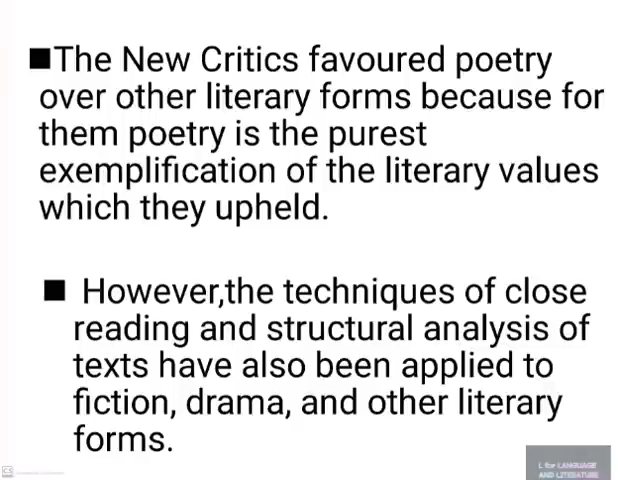 ■The New Critics favoured poetry
over other literary forms because for
them poetry is the purest
exemplification of the literary values
which they upheld.
■ However,the techniques of close
reading and structural analysis of
texts have also been applied to
fiction, drama, and other literary
forms.
L for LANGUAGE
AND LITERATURE
CS